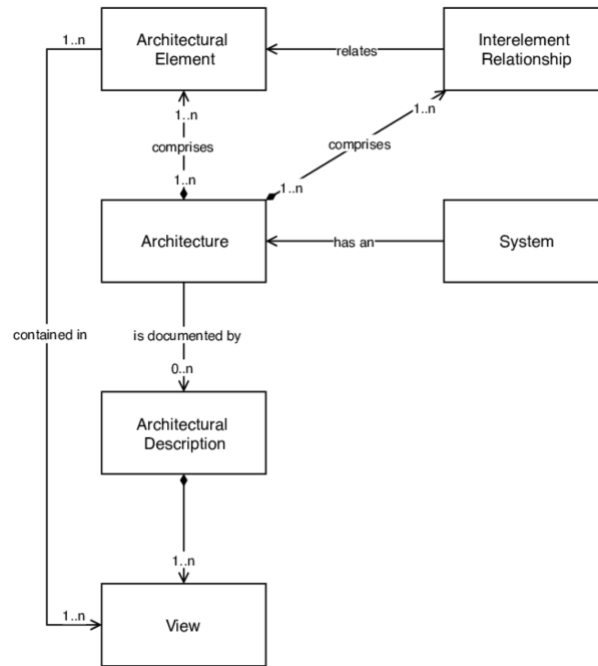 1..n
Architectural
Element
relates
Interelement
Relationship
1..n
1..n
comprises
comprises
1..n
1..n
Architecture
has an
System
contained in
is documented by
0..n
Architectural
Description
1..n
1..n
View